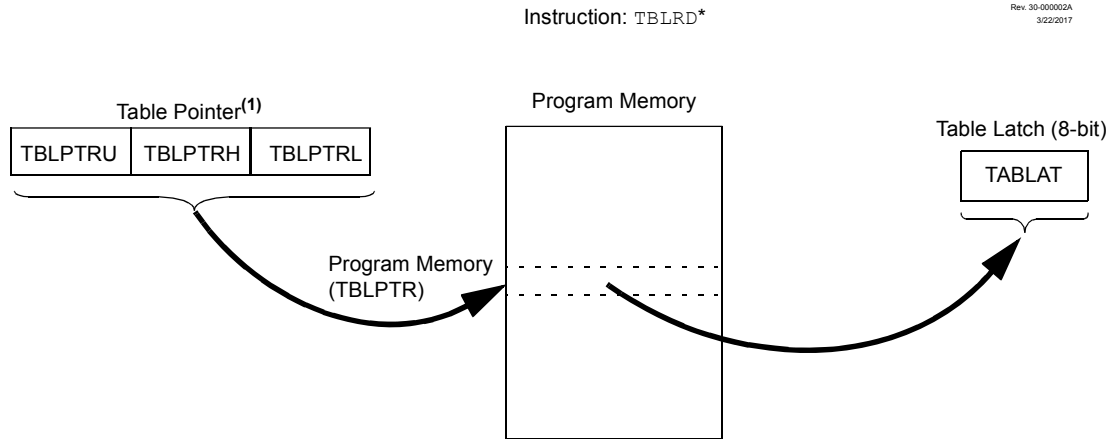 Instruction: TBLRD*
Rev. 30-000002A
3/22/2017
Table Pointer(1)
TBLPTRU TBLPTRH TBLPTRL
Program Memory
Table Latch (8-bit)
TABLAT
Program Memory
(TBLPTR)